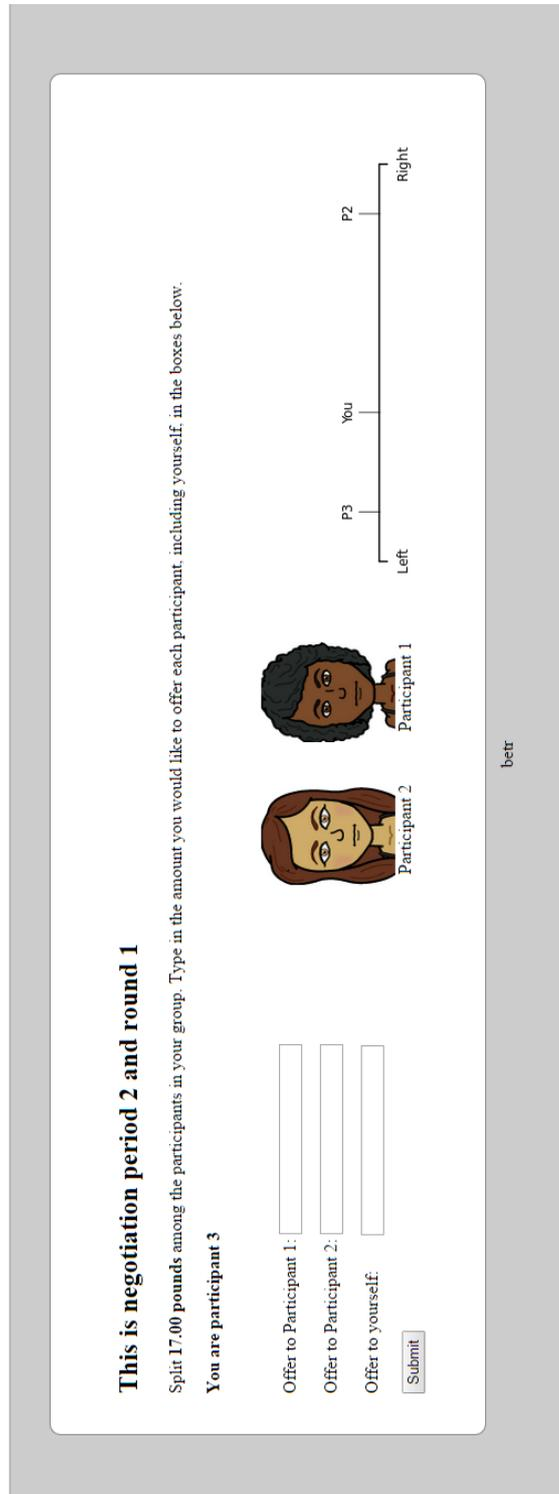 This is negotiation period 2 and round 1
Split 17.00 pounds among the participants in your group. Type in the amount you would like to offer each participant, including yourself, in the boxes below.
You are participant 3
Offer to Participant 1:
Offer to Participant 2:
Offer to yourself:
Submit
Participant 2
Participant 1
P3
You
P2
Left
Right
betr